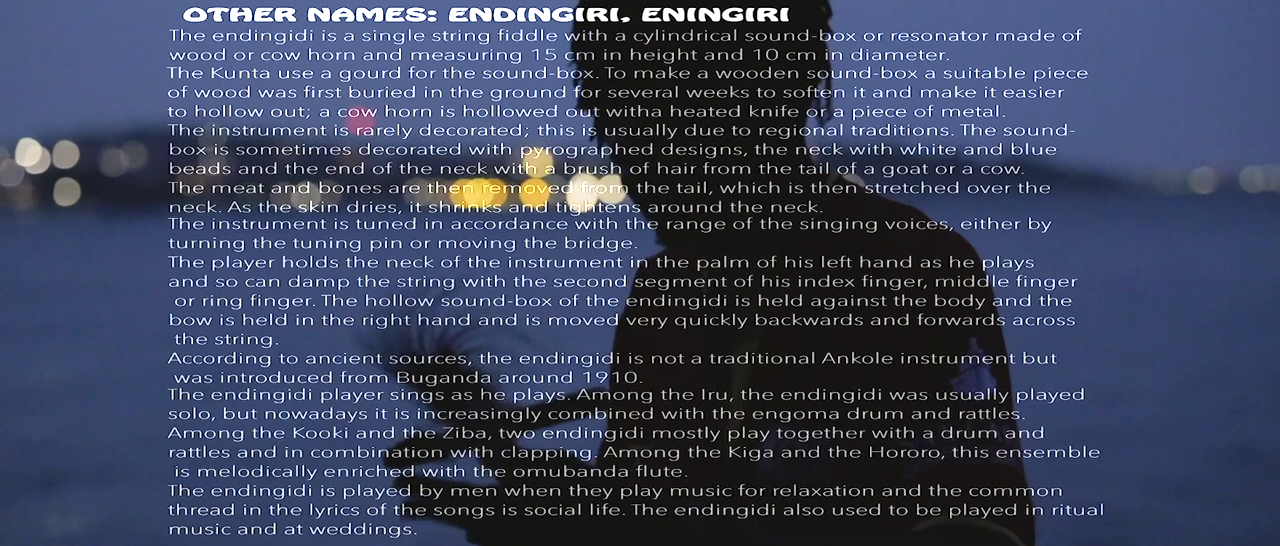 OTHER NAMES: ENDINGIRI, ENINGIRI
The endingidi is a single string fiddle with a cylindrical sound-box or resonator made of
wood or cow horn and measuring 15 cm in height and 10 cm in diameter.
The Kunta use a gourd for the sound-box. To make a wooden sound-box a suitable piece
of wood was first buried in the ground for several weeks to soften it and make it easier
to hollow out; a cow horn is hollowed out witha heated knife or a piece of metal.
The instrument is rarely decorated; this is usually due to regional traditions. The sound-
box is sometimes decorated with pyrographed designs, the neck with white and blue
beads and the end of the neck with a brush of hair from the tail of a goat or a cow.
The meat and bones are then removed from the tail, which is then stretched over the
neck. As the skin dries, it shrinks and tightens around the neck.
The instrument is tuned in accordance with the range of the singing voices, either by
turning the tuning pin or moving the bridge.
The player holds the neck of the instrument in the palm of his left hand as he plays
and so can damp the string with the second segment of his index finger, middle finger
or ring finger. The hollow sound-box of the endingidi is held against the body and the
bow is held in the right hand and is moved very quickly backwards and forwards across
the string.
According to ancient sources, the endingidi is not a traditional Ankole instrument but
was introduced from Buganda around 1910.
The endingidi player sings as he plays. Among the Iru, the endingidi was usually played
solo, but nowadays it is increasingly combined with the engoma drum and rattles.
Among the Kooki and the Ziba, two endingidi mostly play together with a drum and
rattles and in combination with clapping. Among the Kiga and the Hororo, this ensemble
is melodically enriched with the omubanda flute.
The endingidi is played by men when they play music for relaxation and the common
thread in the lyrics of the songs is social life. The endingidi also used to be played in ritual
music and at weddings.